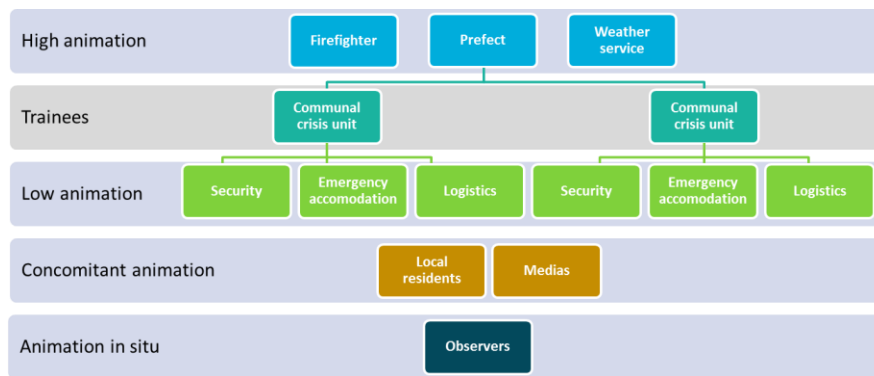 High animation
Firefighter
Prefect
Weather
service
Trainees
Communal
crisis unit
Communal
crisis unit
Low animation
Security
Emergency
accomodation
Logistics
Security
Emergency
accomodation
Logistics
Concomitant animation
Local
residents
Medias
Animation in situ
Observers